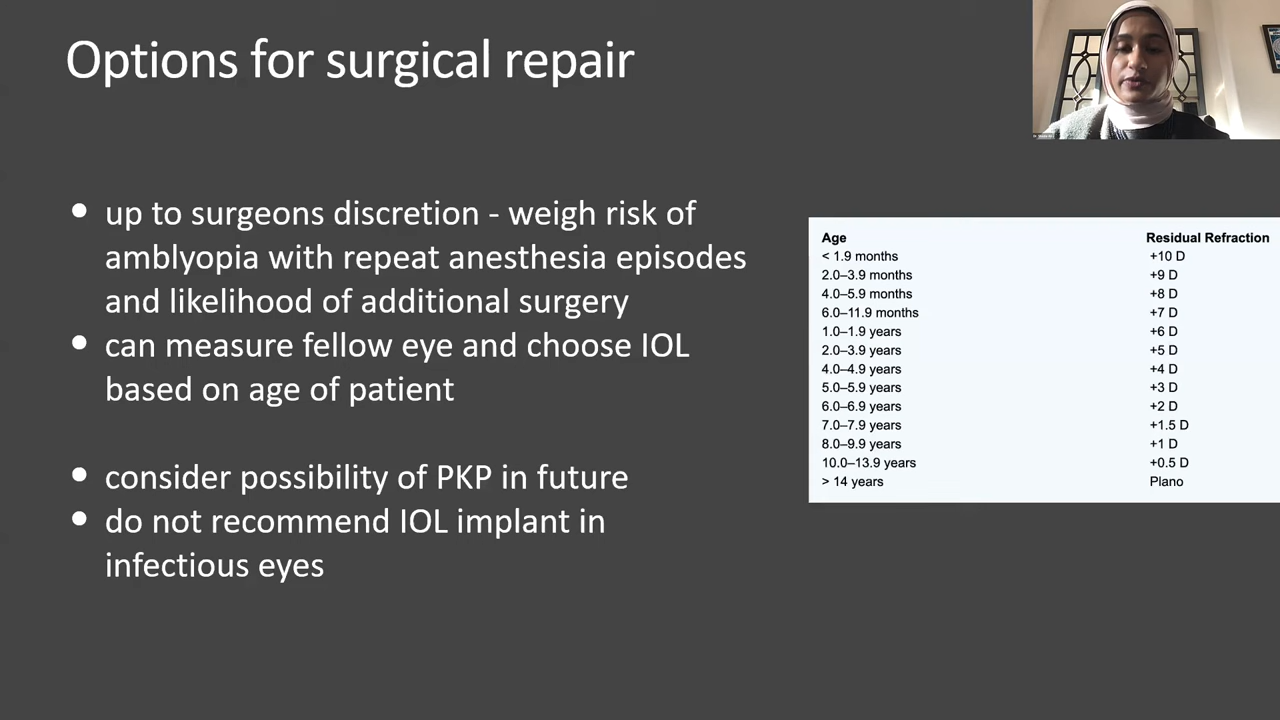 Options for surgical repair
• up to surgeons discretion - weigh risk of
amblyopia with repeat anesthesia episodes
and likelihood of additional surgery
• can measure fellow eye and choose IOL
based on age of patient
• consider possibility of PKP in future
• do not recommend IOL implant in
infectious eyes
Age Residual Refraction
< 1.9 months +10 D
2.0–3.9 months +9 D
4.0–5.9 months +8 D
6.0–11.9 months +7 D
1.0–1.9 years +6 D
2.0–3.9 years +5 D
4.0–4.9 years +4 D
5.0–5.9 years +3 D
6.0–6.9 years +2 D
7.0–7.9 years +1.5 D
8.0–9.9 years +1 D
10.0–13.9 years +0.5 D
> 14 years Plano